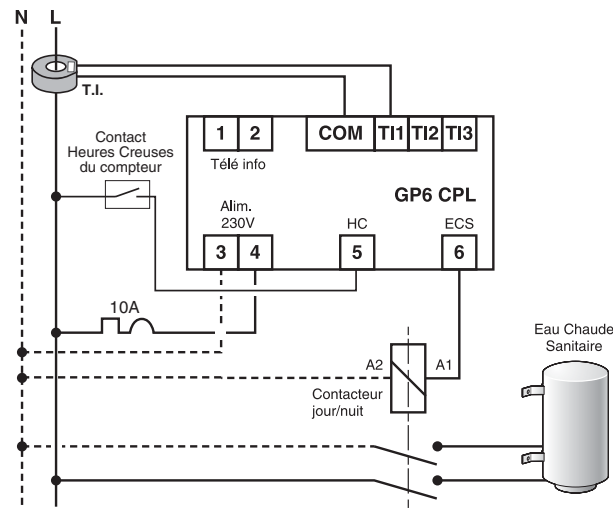 N L
T.I.
1 2 COM TI1 TI2 TI3
Télé info
Contact
Heures Creuses
du compteur
GP6 CPL
Alim.
230V
HC
ECS
3 4 5 6
10A
A2 A1
Contacteur
jour/nuit
Eau Chaude
Sanitaire